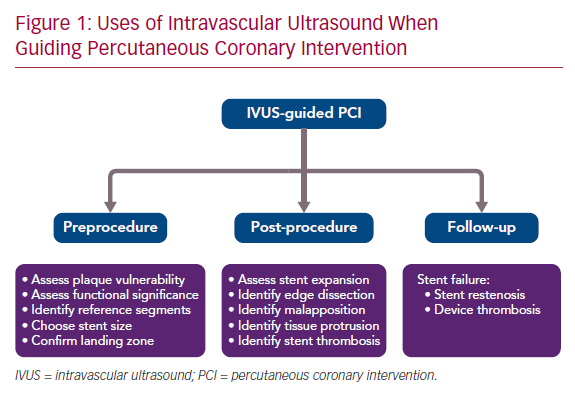 Figure 1: Uses of Intravascular Ultrasound When
Guiding Percutaneous Coronary Intervention
IVUS-guided PCI
Preprocedure
Post-procedure
Follow-up
• Assess plaque vulnerability
• Assess functional significance
• Identify reference segments
• Choose stent size
• Confirm landing zone
• Assess stent expansion
• Identify edge dissection
• Identify malapposition
• Identify tissue protrusion
• Identify stent thrombosis
Stent failure:
• Stent restenosis
• Device thrombosis
IVUS = intravascular ultrasound; PCI = percutaneous coronary intervention.